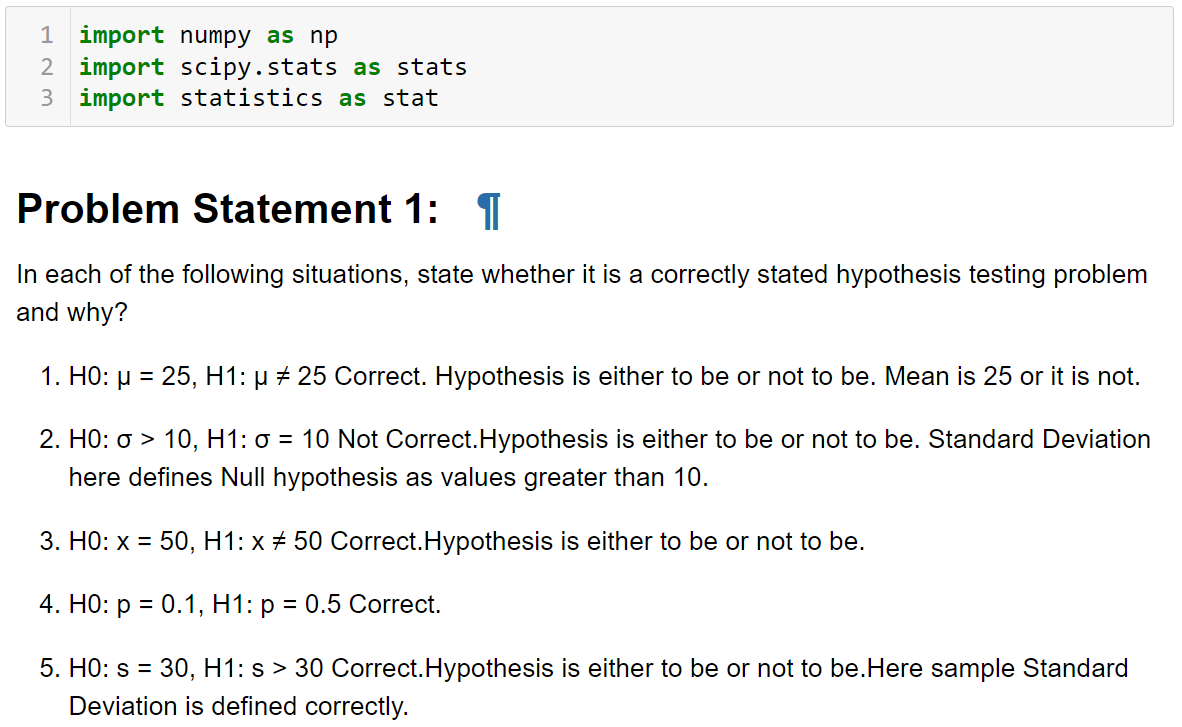 1 import numpy as np
2 import scipy.stats as stats
3 import statistics as stat
Problem Statement 1: ¶
In each of the following situations, state whether it is a correctly stated hypothesis testing problem
and why?
1. H0: μ = 25, H1: μ ≠ 25 Correct. Hypothesis is either to be or not to be. Mean is 25 or it is not.
2. H0: σ > 10, H1: σ = 10 Not Correct.Hypothesis is either to be or not to be. Standard Deviation
here defines Null hypothesis as values greater than 10.
3. H0: x = 50, H1: x ≠ 50 Correct.Hypothesis is either to be or not to be.
4. H0: p = 0.1, H1: p = 0.5 Correct.
5. H0: s = 30, H1: s > 30 Correct.Hypothesis is either to be or not to be.Here sample Standard
Deviation is defined correctly.